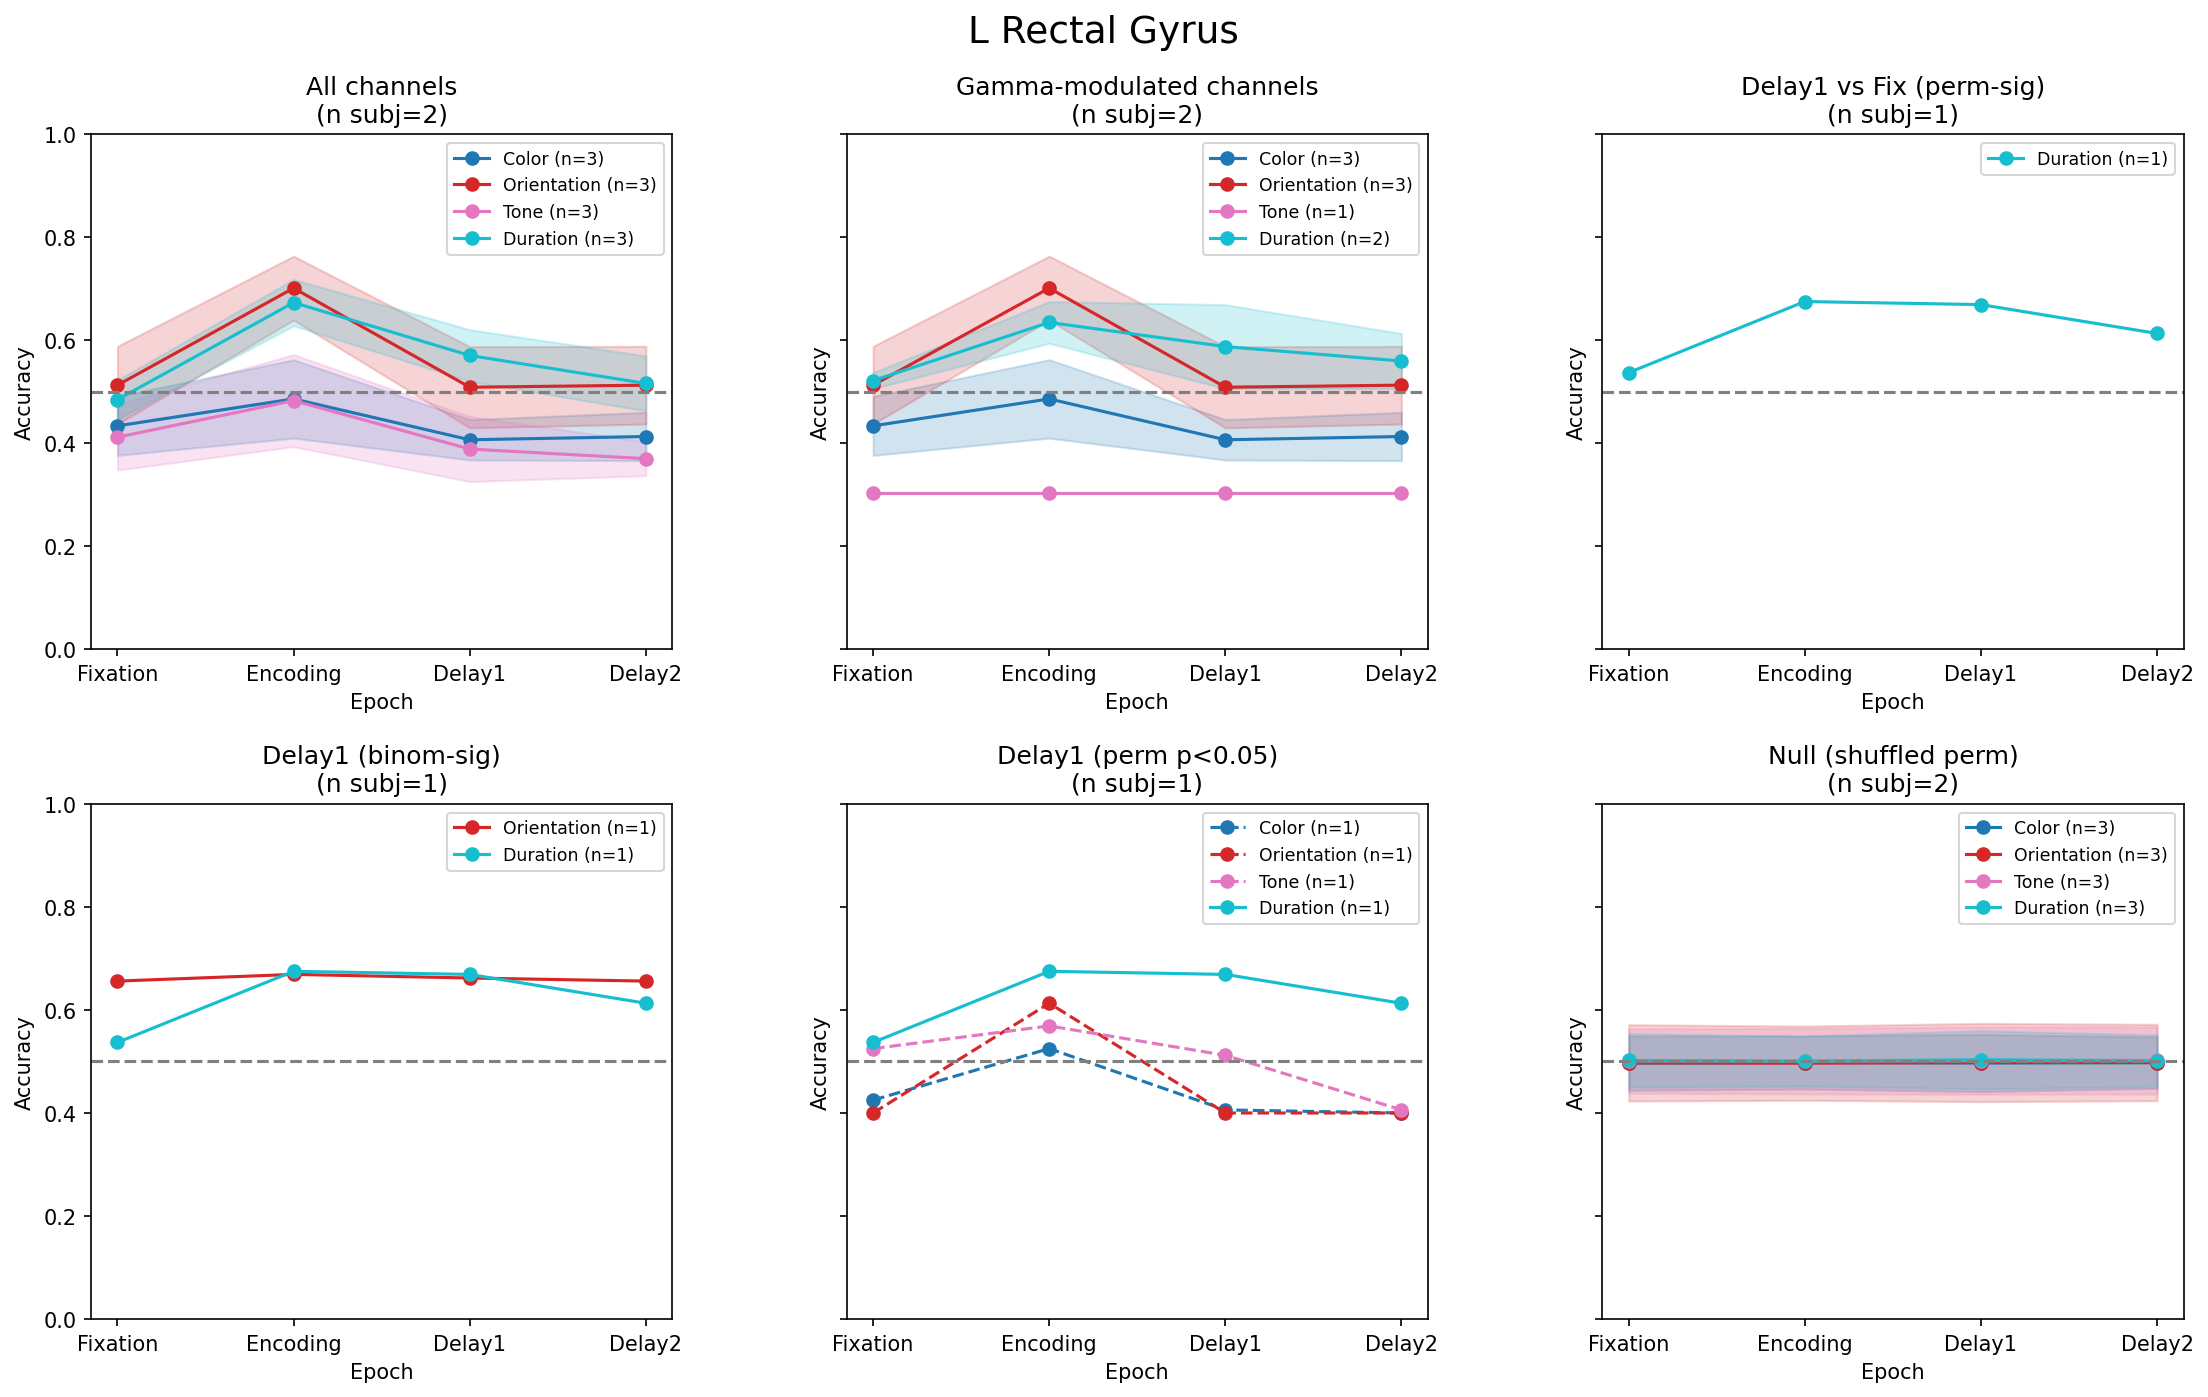 L Rectal Gyrus
All channels
(n subj=2)
Accuracy
1.0
0.8
0.6
0.4
0.2
0.0
Color (n=3)
Orientation (n=3)
Tone (n=3)
Duration (n=3)
Fixation Encoding Delay1 Delay2
Epoch
Gamma-modulated channels
(n subj=2)
Accuracy
Color (n=3)
Orientation (n=3)
Tone (n=1)
Duration (n=2)
Fixation Encoding Delay1 Delay2
Epoch
Delay1 vs Fix (perm-sig)
(n subj=1)
Accuracy
Duration (n=1)
Fixation Encoding Delay1 Delay2
Epoch
Delay1 (binom-sig)
(n subj=1)
Accuracy
1.0
0.8
0.6
0.4
0.2
0.0
Orientation (n=1)
Duration (n=1)
Fixation Encoding Delay1 Delay2
Epoch
Delay1 (perm p<0.05)
(n subj=1)
Accuracy
Color (n=1)
Orientation (n=1)
Tone (n=1)
Duration (n=1)
Fixation Encoding Delay1 Delay2
Epoch
Null (shuffled perm)
(n subj=2)
Accuracy
Color (n=3)
Orientation (n=3)
Tone (n=3)
Duration (n=3)
Fixation Encoding Delay1 Delay2
Epoch